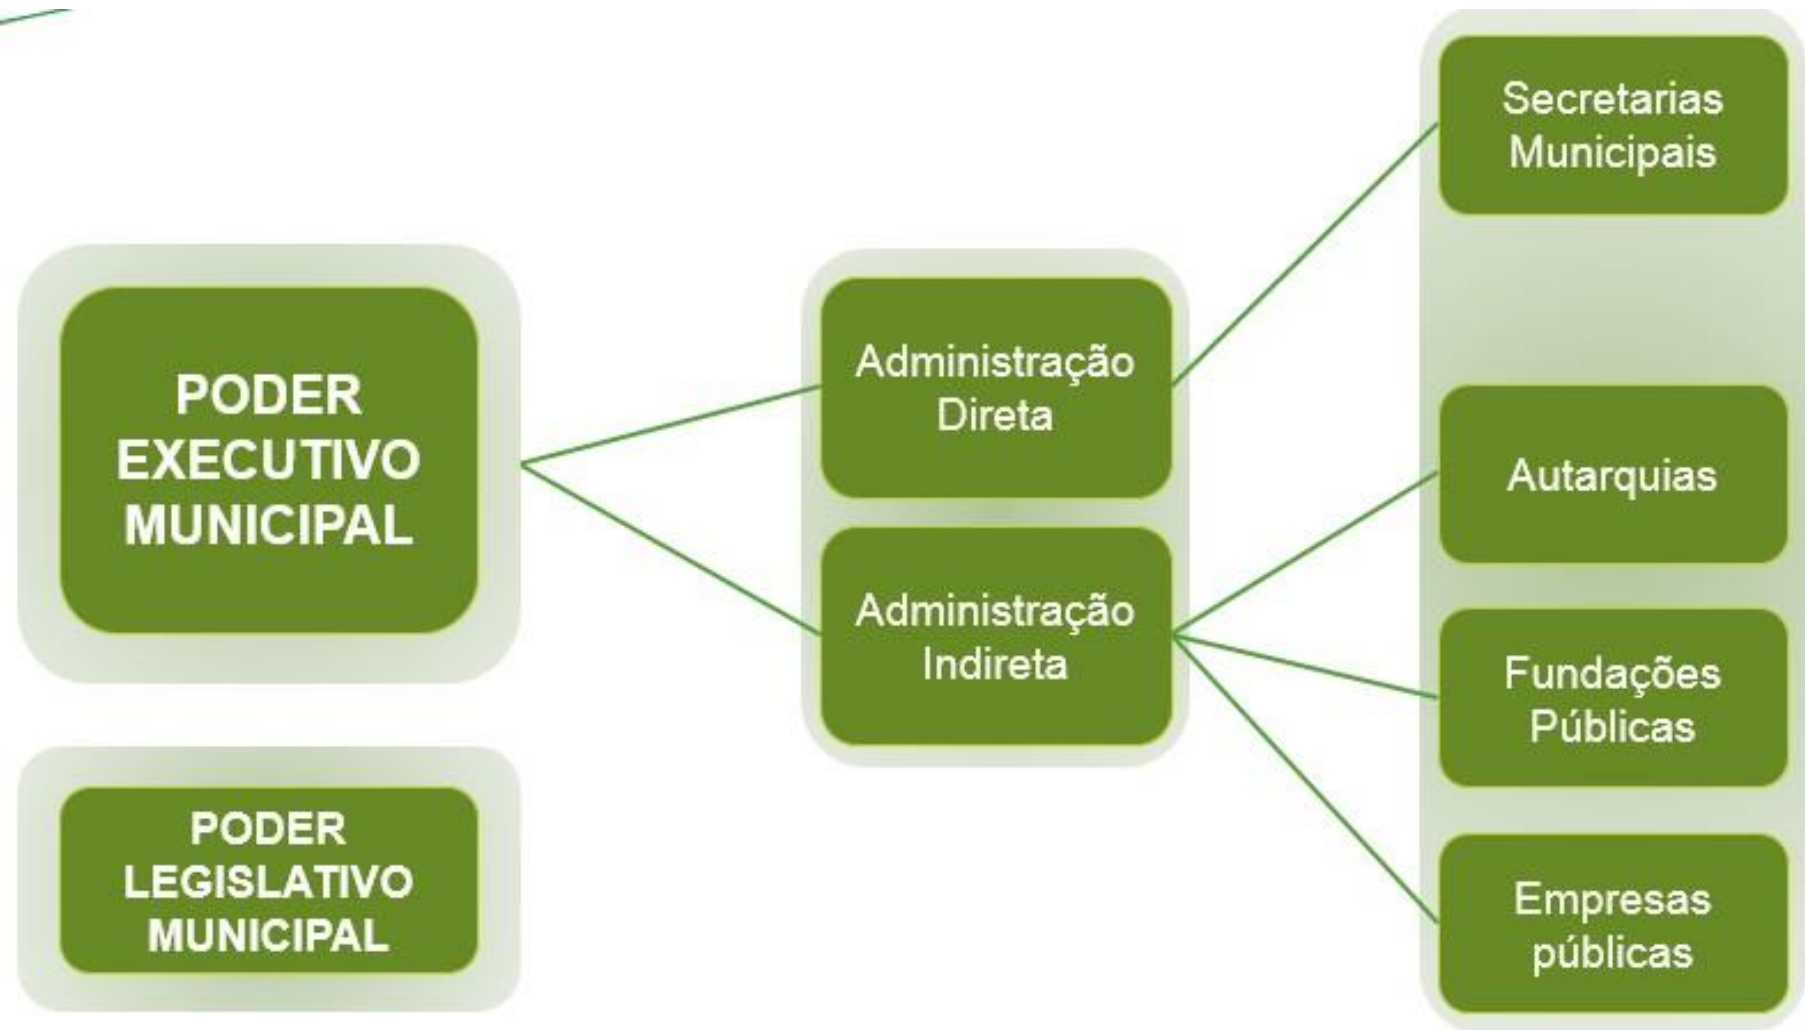 PODER
EXECUTIVO
MUNICIPAL
PODER
LEGISLATIVO
MUNICIPAL
Administração
Direta
Administração
Indireta
Secretarias
Municipais
Autarquias
Fundações
Públicas
Empresas
públicas